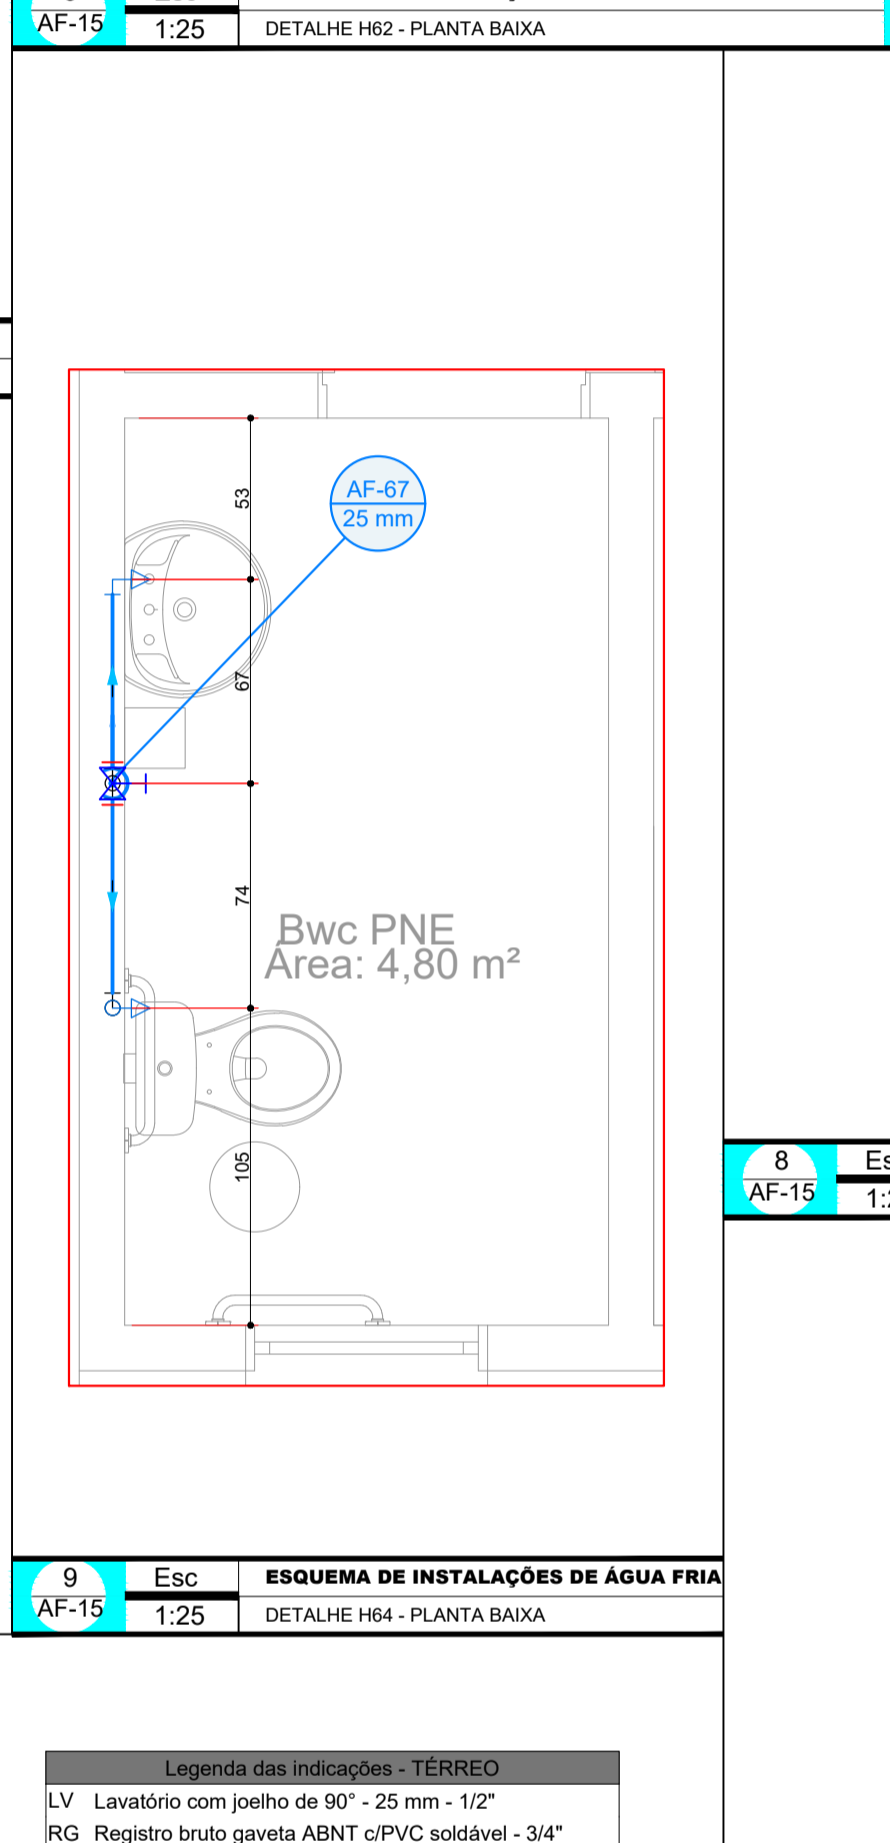 AF-15
1:25
DETALHE H62 - PLANTA BAIXA
53
AF-67
25 mm
67
74
Bwc PNE
Área: 4,80 m²
105
8
AF-15
9
Esc
ESQUEMA DE INSTALAÇÕES DE ÁGUA FRIA
AF-15
1:25
DETALHE H64 - PLANTA BAIXA
Legenda das indicações - TÉRREO
LV Lavatório com joelho de 90° - 25 mm - 1/2"
RG Registro bruto gaveta ABNT c/PVC soldável - 3/4"